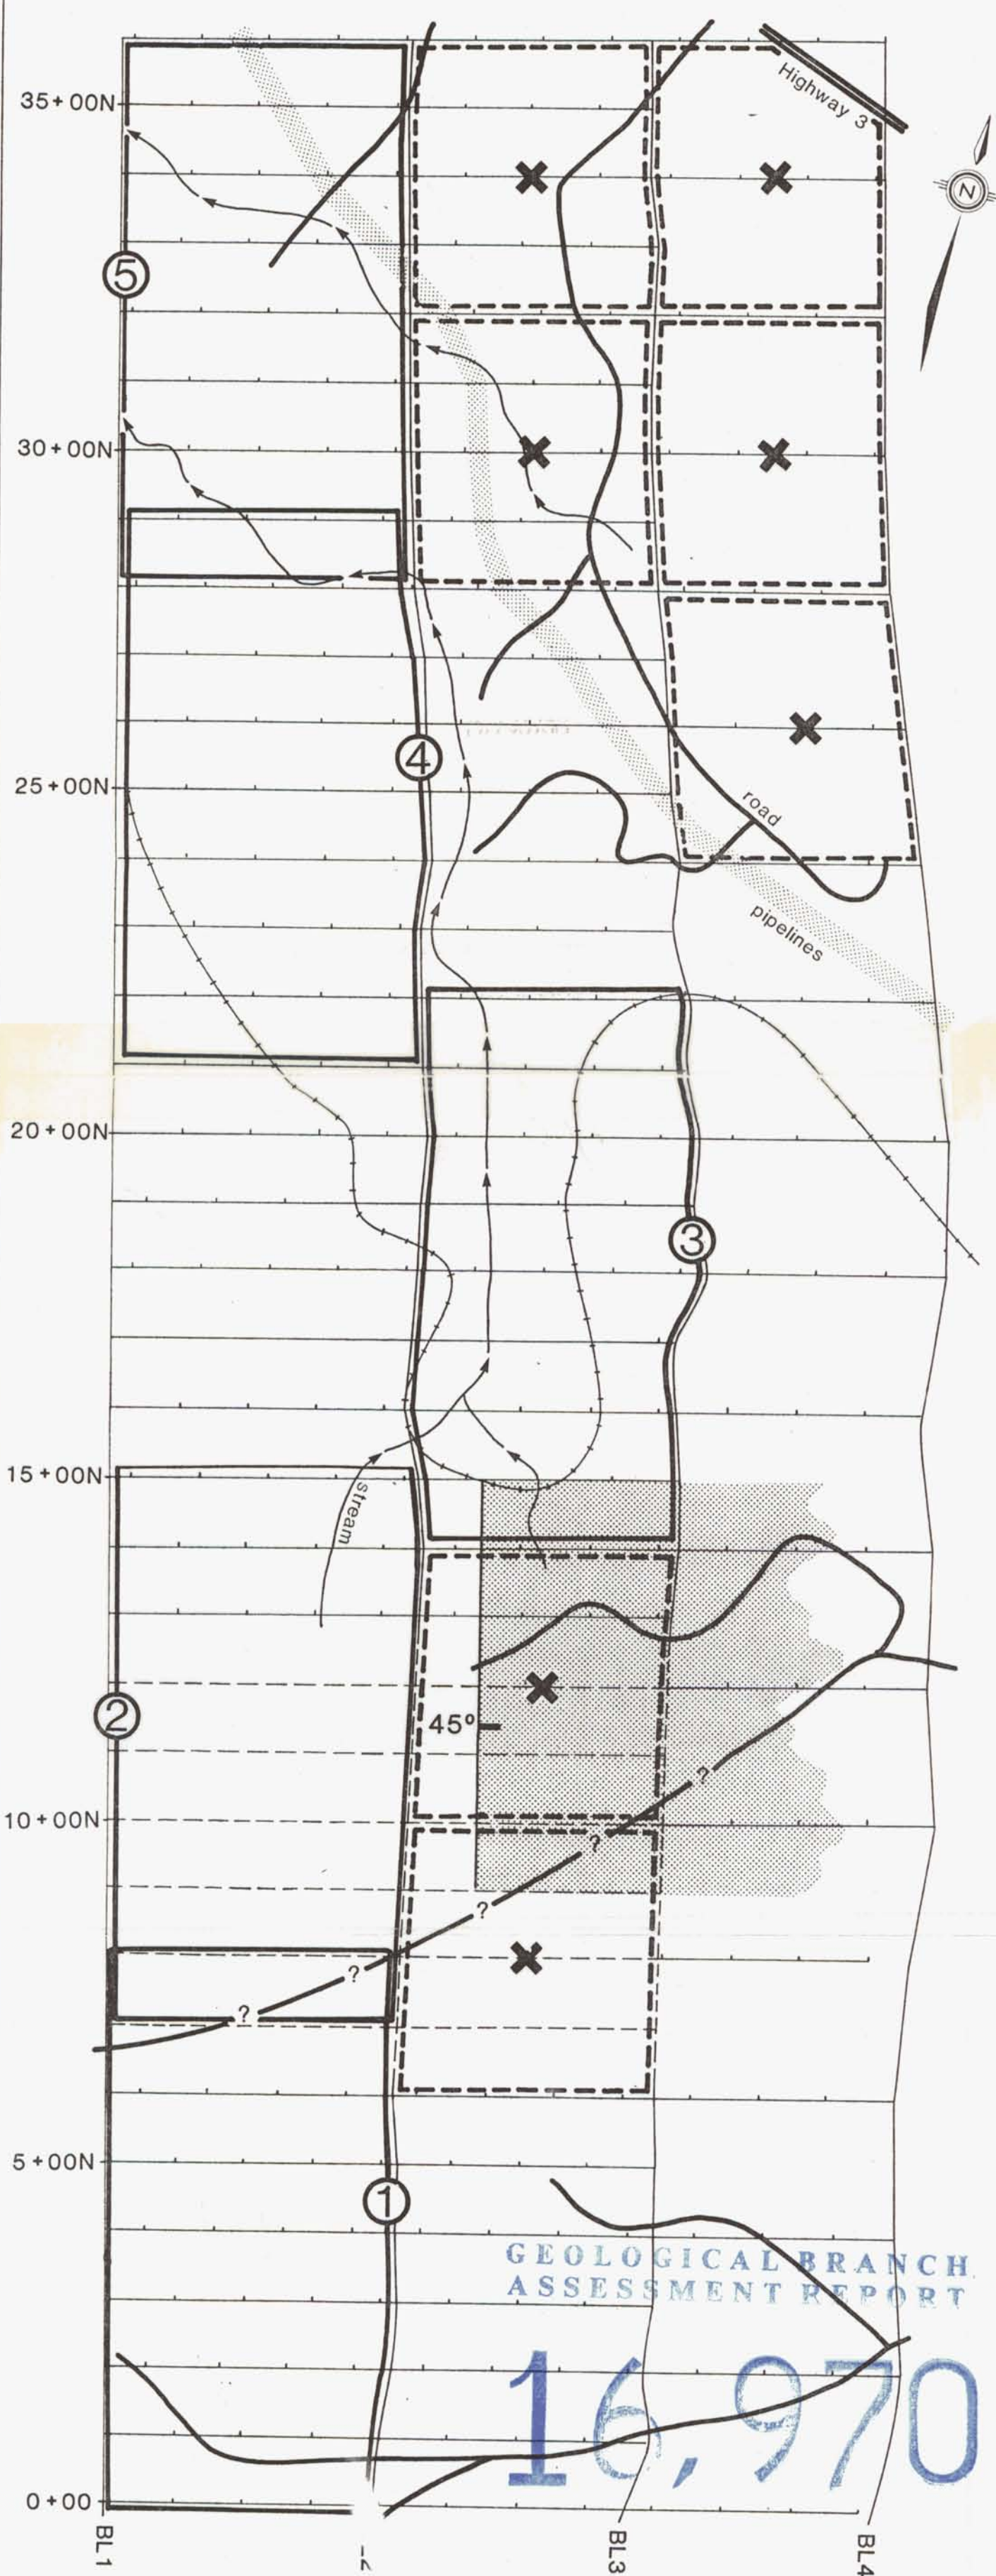 35+00N
Highway 3
N
5
30+00N
4
25+00N
road
pipelines
20+00N
3
15+00N
stream
2
45º
?
10+00N
?
?
?
?
5+00N
1
GEOLOGICAL BRANCH
ASSESSMENT REPORT
16,970
0+00
BL1
BL3
BL4